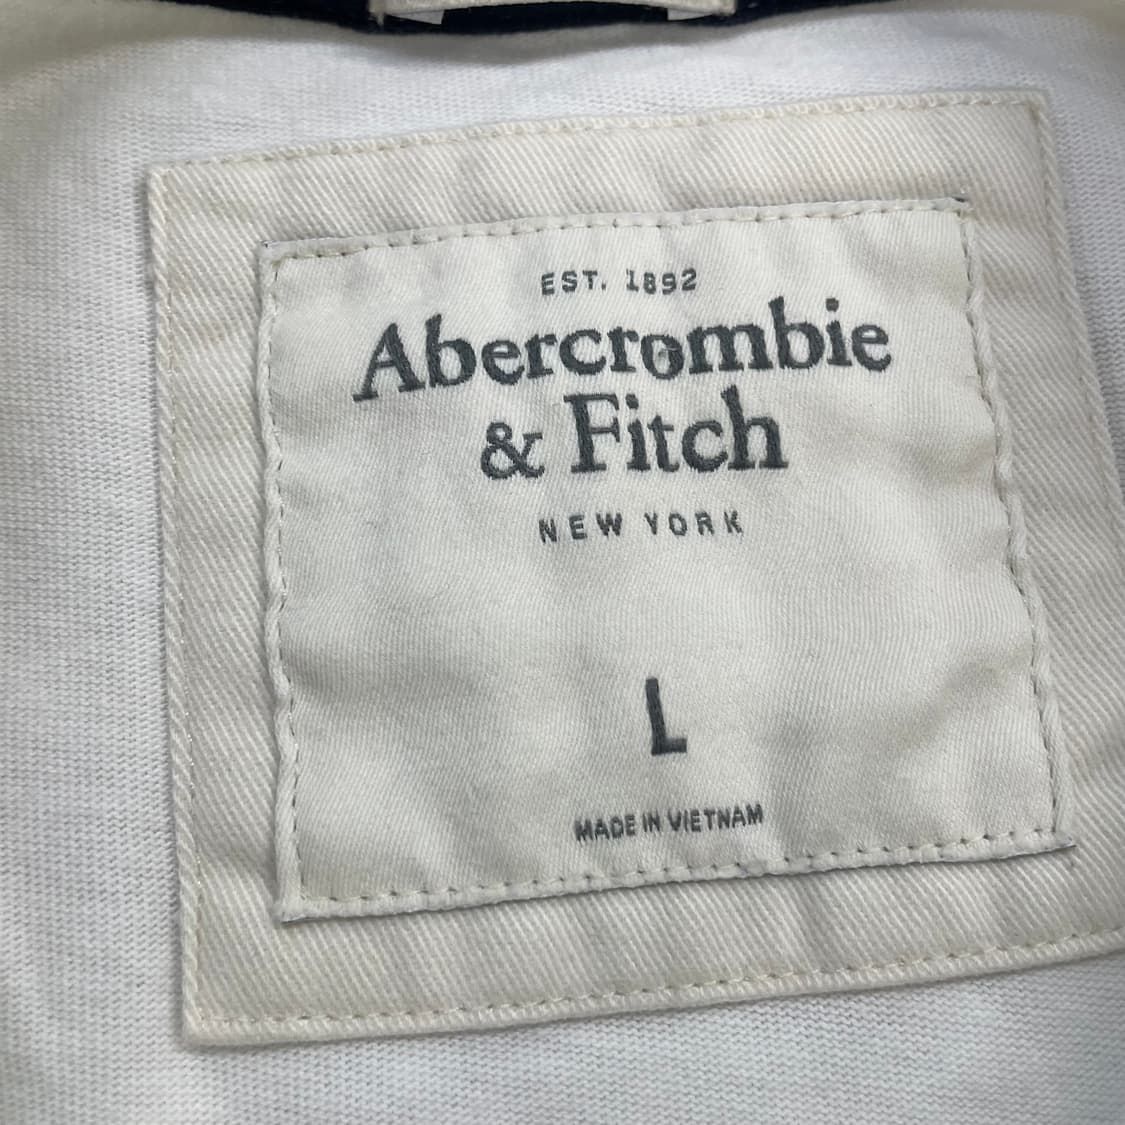 EST. 1892
Abercrombie
& Fitch
NEW YORK
L
MADE IN VIETNAM